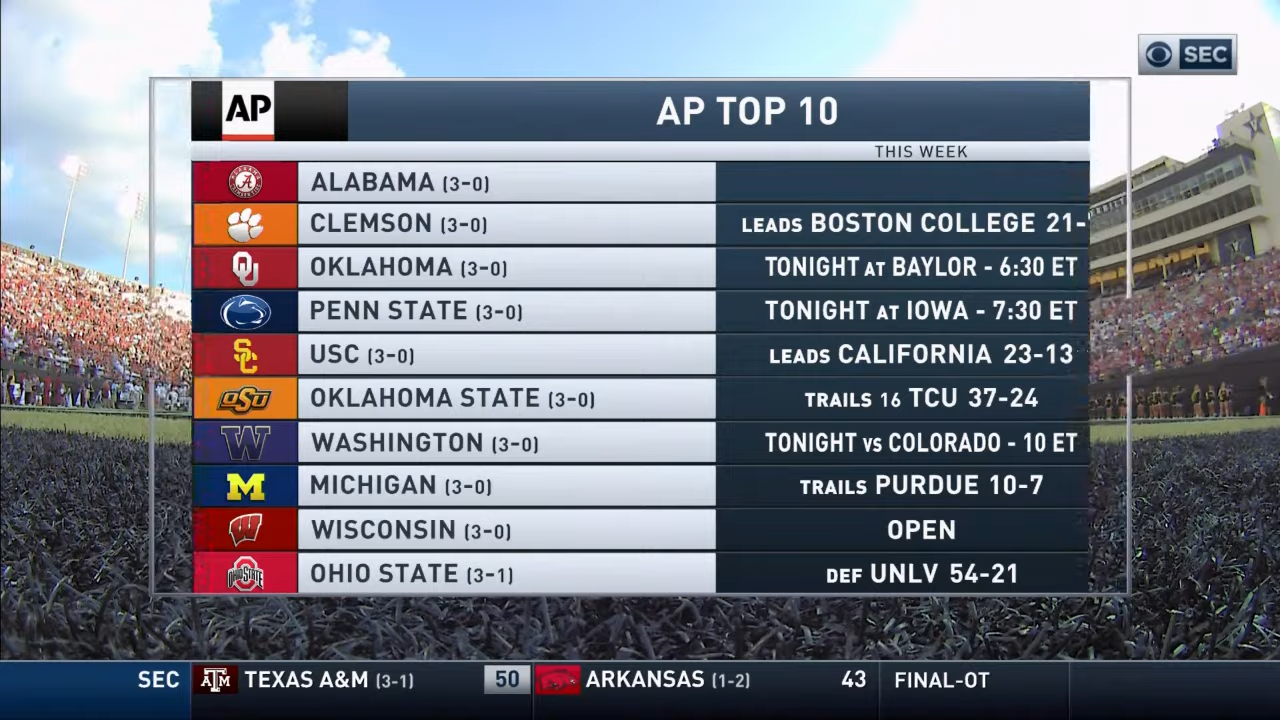 SEC
AP
AP TOP 10
THIS WEEK
ALABAMA (3-0)
CLEMSON (3-0) LEADS BOSTON COLLEGE 21-
OKLAHOMA (3-0) TONIGHT AT BAYLOR - 6:30 ET
PENN STATE (3-0) TONIGHT AT IOWA - 7:30 ET
USC (3-0) LEADS CALIFORNIA 23-13
OKLAHOMA STATE (3-0) TRAILS 16 TCU 37-24
WASHINGTON (3-0) TONIGHT vs COLORADO - 10 ET
MICHIGAN (3-0) TRAILS PURDUE 10-7
WISCONSIN (3-0) OPEN
OHIO STATE (3-1) DEF UNLV 54-21
SEC TEXAS A&M (3-1) 50 ARKANSAS (1-2) 43 FINAL-OT